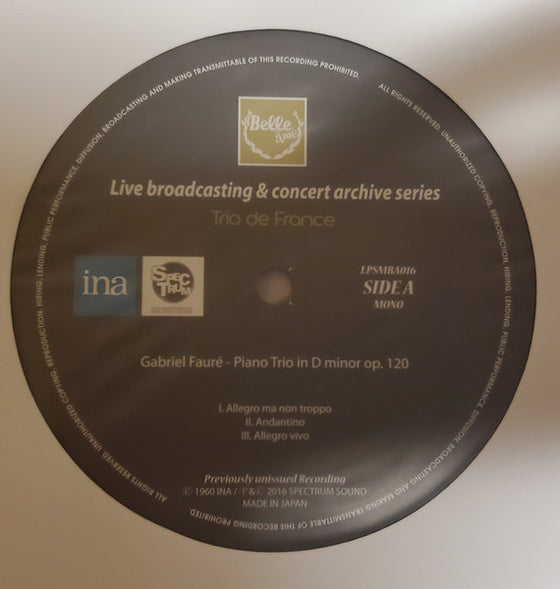 ALL RIGHTS RESERVED. UNAUTHORIZED COPYING, REPRODUCTION, HIRING, LENDING, PUBLIC PERFORMANCE, DIFFUSION, BROADCASTING AND MAKING TRANSMITTABLE OF THIS RECORDING PROHIBITED.
ALL RIGHTS RESERVED. UNAUTHORIZED COPYING, REPRODUCTION, HIRING, LENDING, PUBLIC PERFORMANCE, DIFFUSION, BROADCASTING AND MAKING TRANSMITTABLE OF THIS RECORDING PROHIBITED.
Belle
âme
Live broadcasting & concert archive series
Trio de France
ina
SPECTRUM
LPSMBA016
SIDE A
MONO
Gabriel Fauré - Piano Trio in D minor op. 120
I. Allegro ma non troppo
II. Andantino
III. Allegro vivo
Previously unissued Recording
© 1960 INA / ℗ & © 2016 SPECTRUM SOUND
MADE IN JAPAN